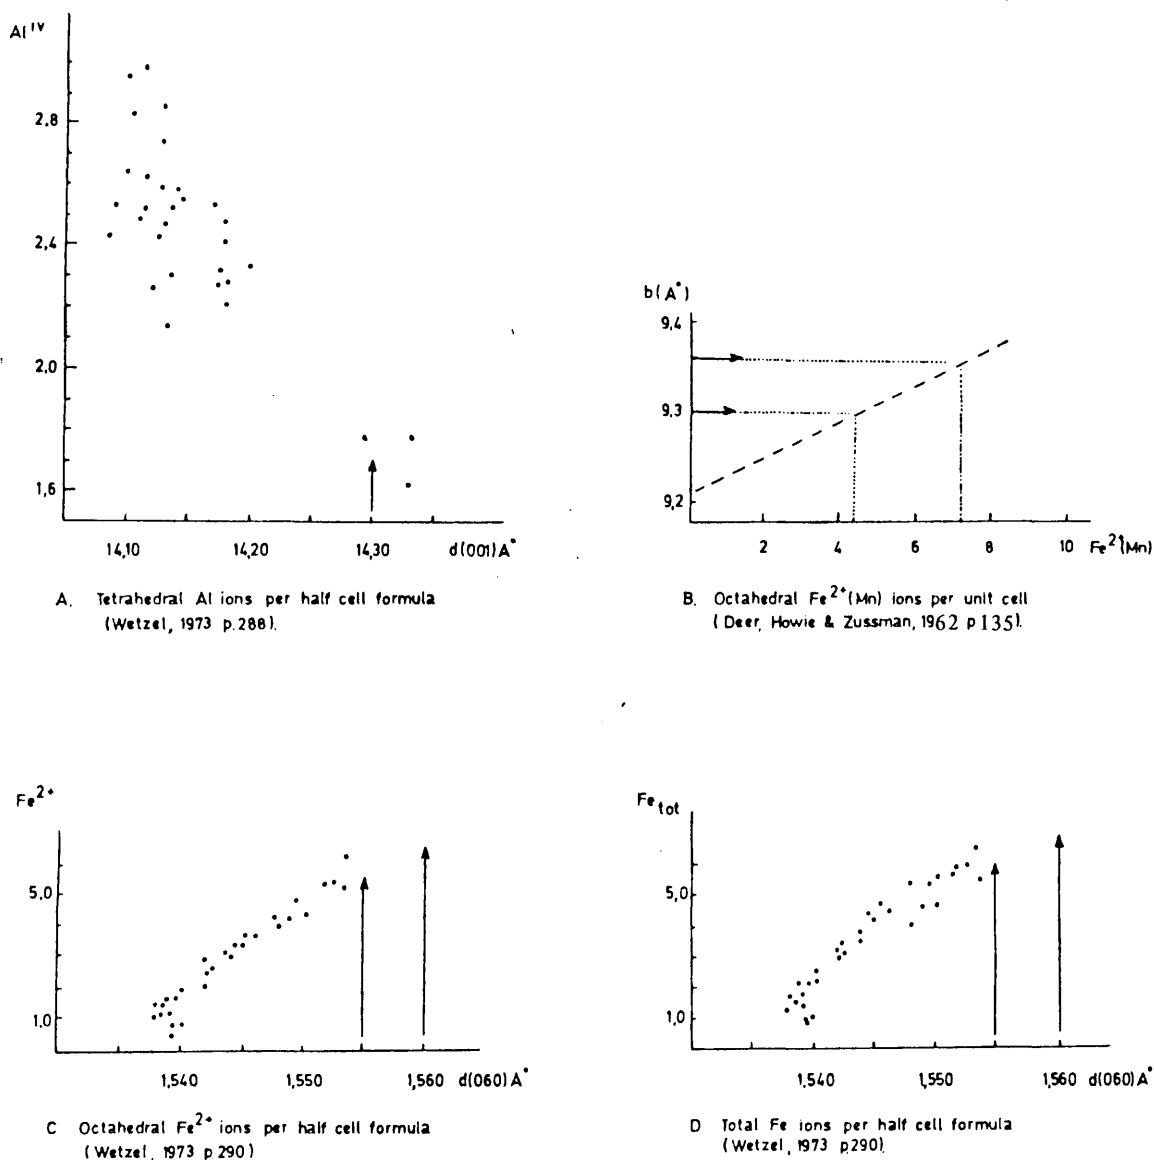 Al IV
2,8
2,4
2,0
1,6
14,10 14,20 14,30 d(001)A°
A. Tetrahedral Al ions per half cell formula
(Wetzel, 1973 p.288).
b(A°)
9,4
9,3
9,2
2 4 6 8 10 Fe2+(Mn)
B. Octahedral Fe2+(Mn) ions per unit cell
(Deer, Howie & Zussman, 1962 p 135).
Fe2+
5,0
1,0
1,540 1,550 1,560 d(060)A°
C Octahedral Fe2+ ions per half cell formula
(Wetzel, 1973 p.290)
Fe tot
5,0
1,0
1,540 1,550 1,560 d(060)A°
D Total Fe ions per half cell formula
(Wetzel, 1973 p.290).